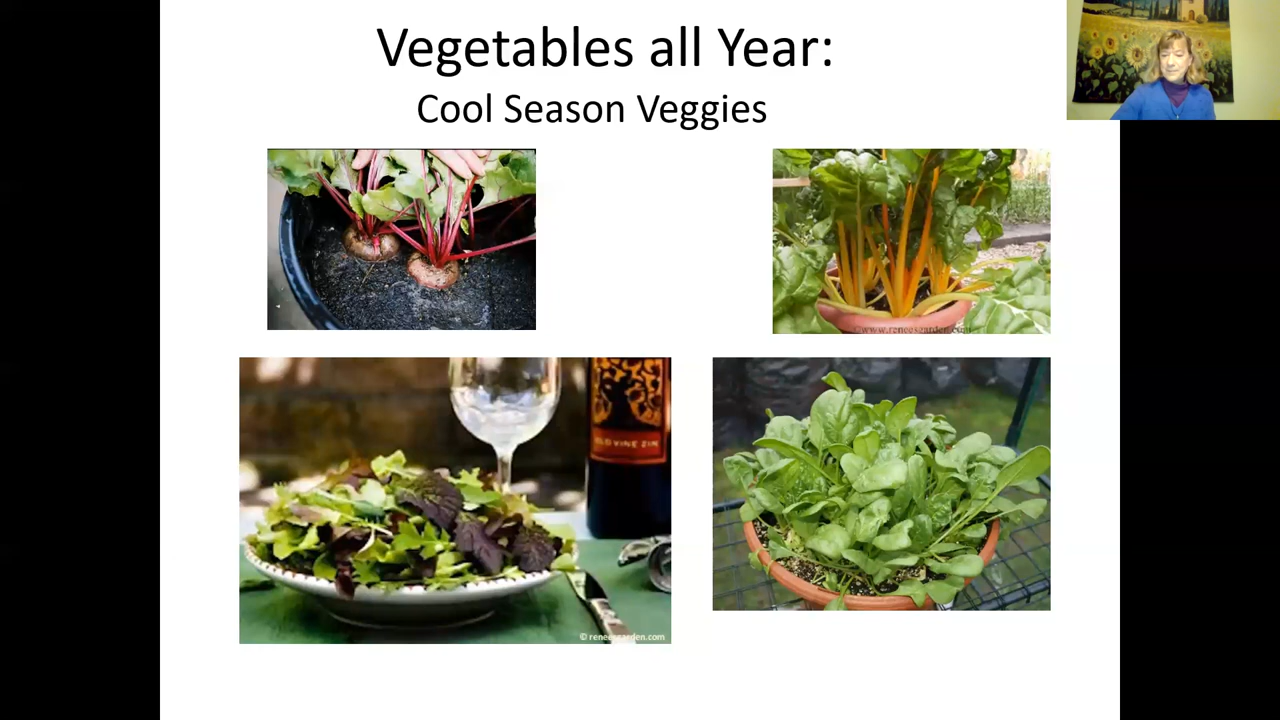 Vegetables all Year:
Cool Season Veggies
©www.reneesgarden.com
OLD VINE ZIN
© reneesgarden.com